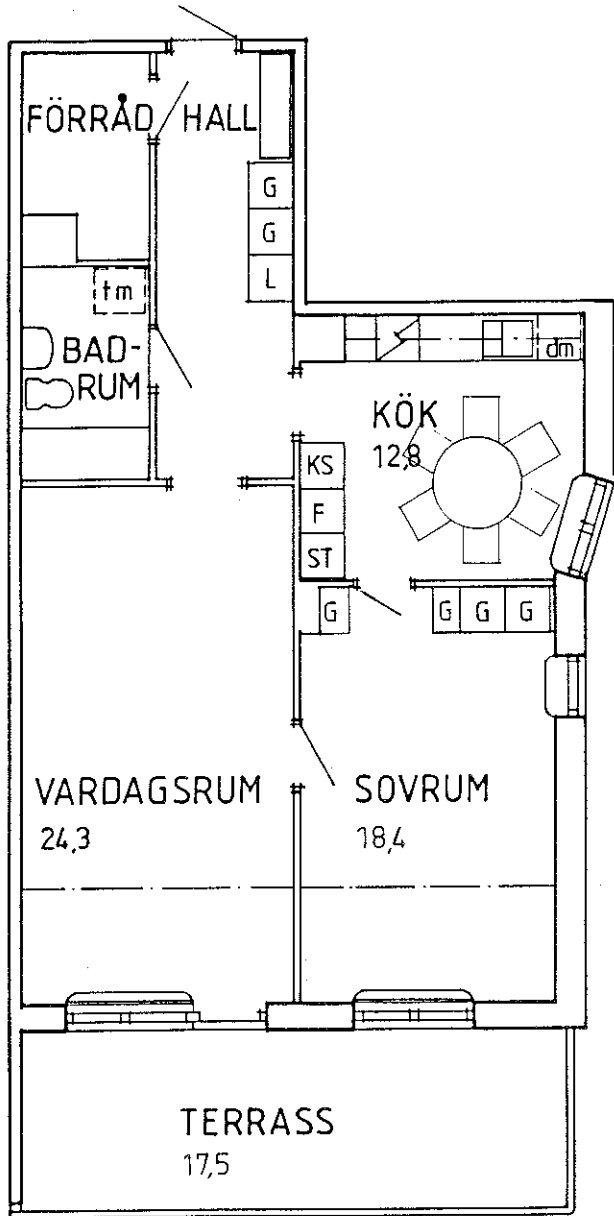 FÖRRÅD HALL
G
G
L
tm
BAD-
RUM
dm
KÖK
12,8
KS
F
ST
G
G G G
VARDAGSRUM
24,3
SOVRUM
18,4
TERRASS
17,5